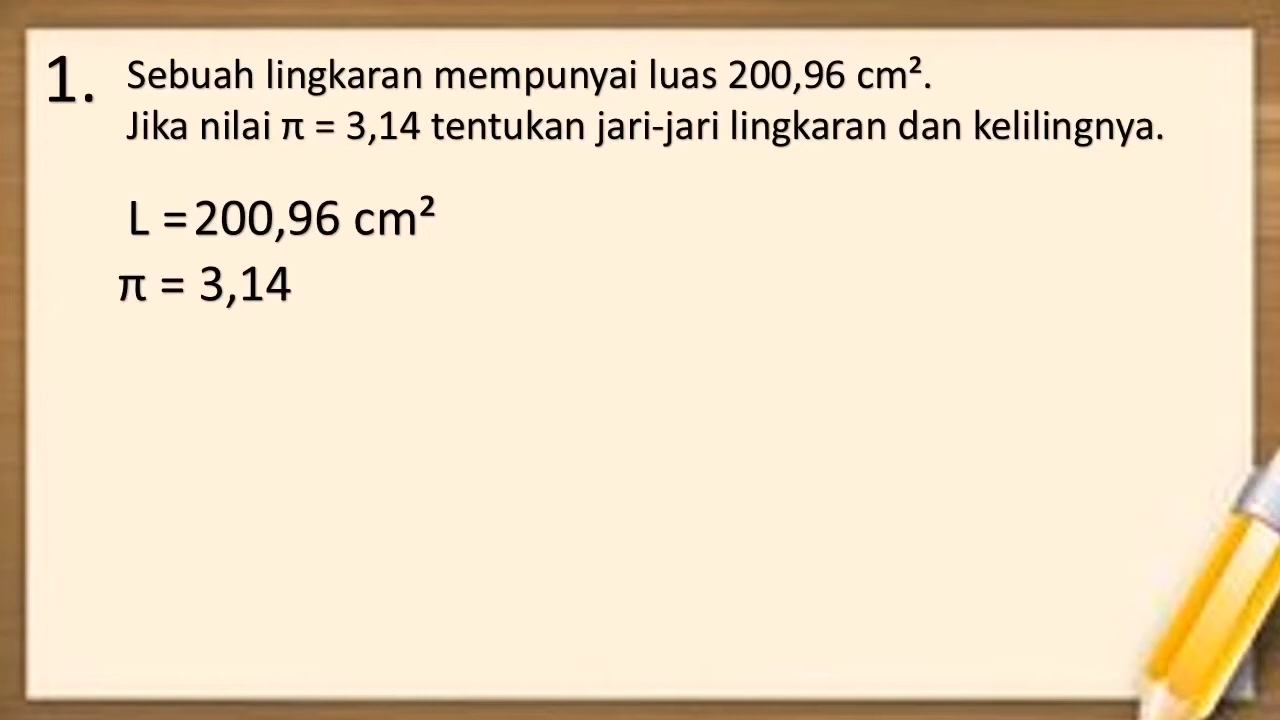 1. Sebuah lingkaran mempunyai luas 200,96 cm².
Jika nilai π = 3,14 tentukan jari-jari lingkaran dan kelilingnya.
L = 200,96 cm²
π = 3,14